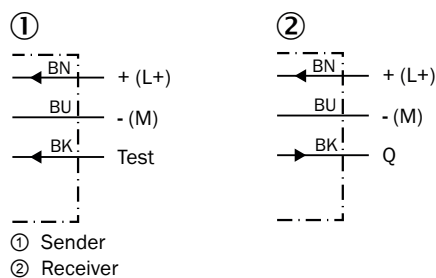 ① ②
BN + (L+) BN + (L+)
BU - (M) BU - (M)
BK Test BK Q
① Sender
② Receiver